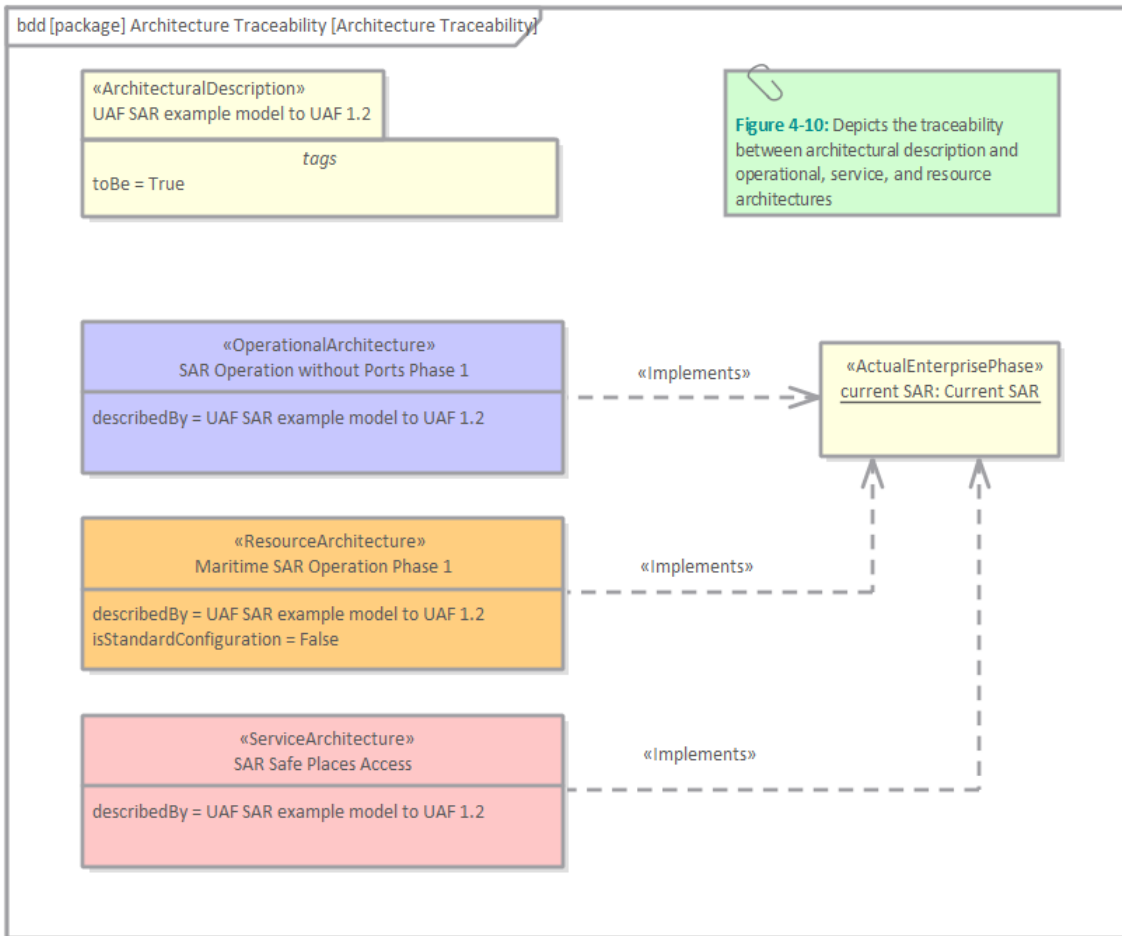 bdd [package] Architecture Traceability [Architecture Traceability]
«ArchitecturalDescription»
UAF SAR example model to UAF 1.2
tags
toBe = True
Figure 4-10: Depicts the traceability
between architectural description and
operational, service, and resource
architectures
«OperationalArchitecture»
SAR Operation without Ports Phase 1
describedBy = UAF SAR example model to UAF 1.2
«Implements»
«ActualEnterprisePhase»
current SAR: Current SAR
«ResourceArchitecture»
Maritime SAR Operation Phase 1
describedBy = UAF SAR example model to UAF 1.2
isStandardConfiguration = False
«Implements»
«ServiceArchitecture»
SAR Safe Places Access
describedBy = UAF SAR example model to UAF 1.2
«Implements»